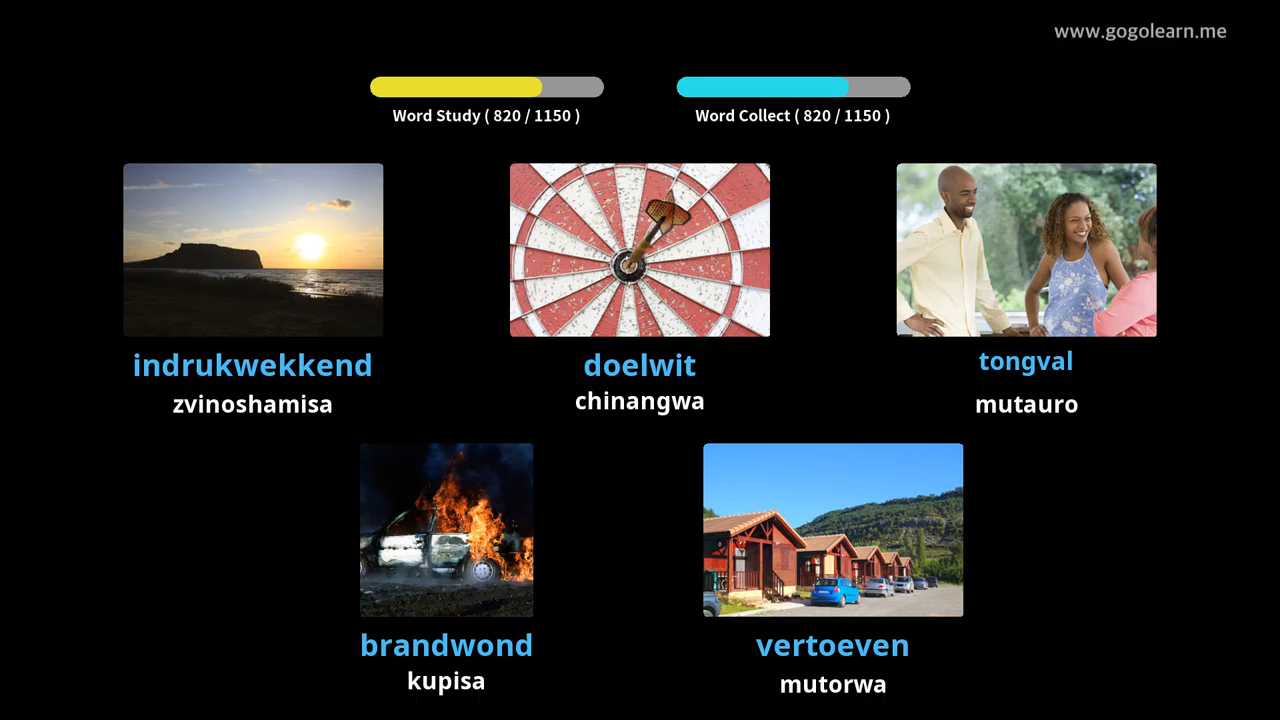 www.gogolearn.me
Word Study ( 820 / 1150 )
Word Collect ( 820 / 1150 )
indrukwekkend
zvinoshamisa
doelwit
chinangwa
tongval
mutauro
brandwond
kupisa
vertoeven
mutorwa